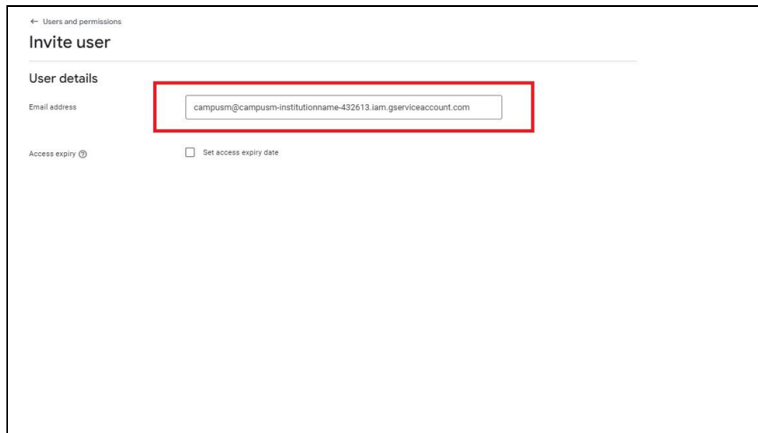 ← Users and permissions
Invite user
User details
Email address campusm@campusm-institutionname-432613.iam.gserviceaccount.com
Access expiry Set access expiry date